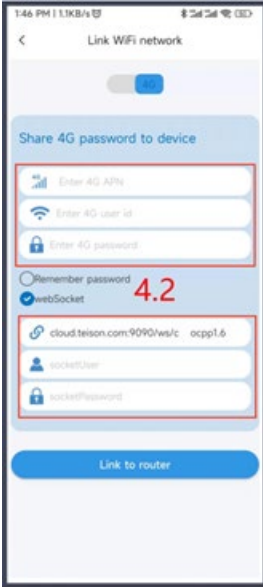 1:46 PM | 1.1KB/s
Link WiFi network
4G
Share 4G password to device
Enter 4G APN
Enter 4G user id
Enter 4G password
Remember password
webSocket
4.2
cloud.teison.com:9090/ws/c ocpp1.6
socketUser
socketPassword
Link to router